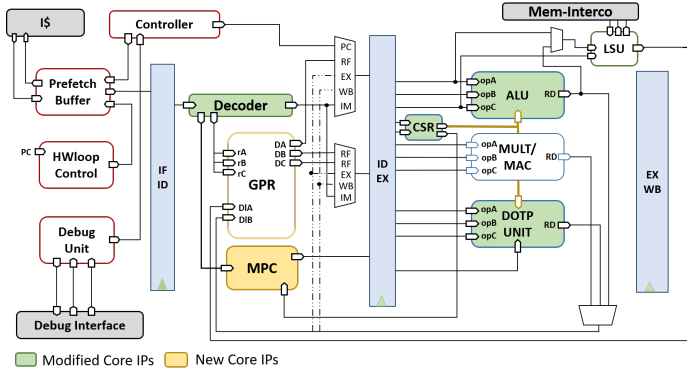 I$
Controller
Mem-Interco
PC
RF
EX
WB
IM
LSU
Prefetch
Buffer
IF
ID
Decoder
opA
opB
opC
ALU
RD
CSR
PC
HWloop
Control
rA
rB
rC
GPR
DA
DB
DC
DIA
DIB
RF
RF
EX
WB
IM
ID
EX
opA
opB
opC
MULT/
MAC
RD
EX
WB
Debug
Unit
MPC
opA
opB
opC
DOTP
UNIT
RD
Debug Interface
Modified Core IPs
New Core IPs